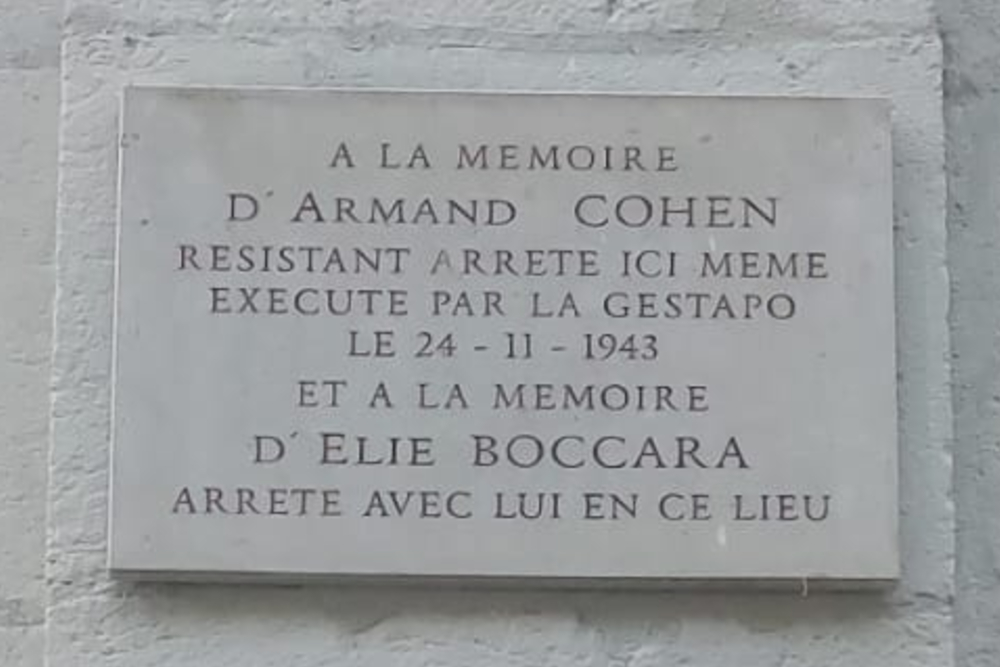 A LA MEMOIRE
D'ARMAND COHEN
RESISTANT ARRETE ICI MEME
EXECUTE PAR LA GESTAPO
LE 24 - 11 - 1943
ET A LA MEMOIRE
D'ELIE BOCCARA
ARRETE AVEC LUI EN CE LIEU